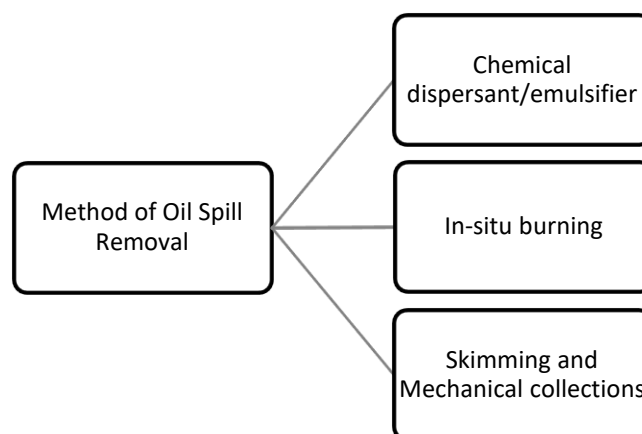 Chemical
dispersant/emulsifier
Method of Oil Spill
Removal
In-situ burning
Skimming and
Mechanical collections